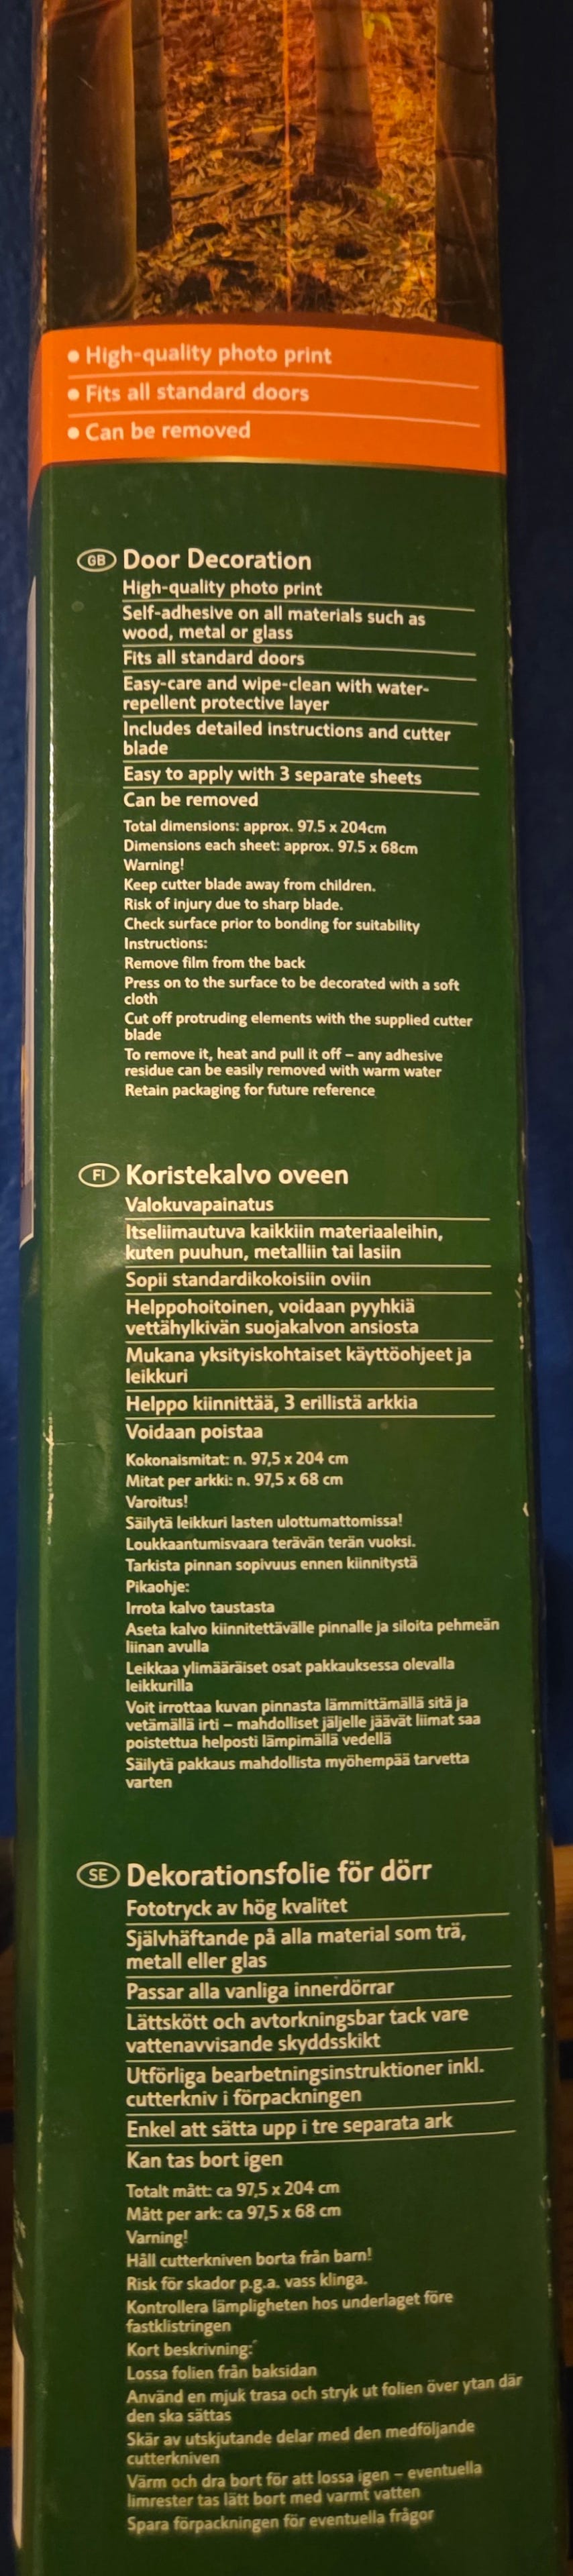 • High-quality photo print
• Fits all standard doors
• Can be removed
GB Door Decoration
High-quality photo print
Self-adhesive on all materials such as
wood, metal or glass
Fits all standard doors
Easy-care and wipe-clean with water-
repellent protective layer
Includes detailed instructions and cutter
blade
Easy to apply with 3 separate sheets
Can be removed
Total dimensions: approx. 97.5 x 204cm
Dimensions each sheet: approx. 97.5 x 68cm
Warning!
Keep cutter blade away from children.
Risk of injury due to sharp blade.
Check surface prior to bonding for suitability
Instructions:
Remove film from the back
Press on to the surface to be decorated with a soft
cloth
Cut off protruding elements with the supplied cutter
blade
To remove it, heat and pull it off – any adhesive
residue can be easily removed with warm water
Retain packaging for future reference
FI Koristekalvo oveen
Valokuvapainatus
Itseliimautuva kaikkiin materiaaleihin,
kuten puuhun, metalliin tai lasiin
Sopii standardikokoisiin oviin
Helppohoitoinen, voidaan pyyhkiä
vettähylkivän suojakalvon ansiosta
Mukana yksityiskohtaiset käyttöohjeet ja
leikkuri
Helppo kiinnittää, 3 erillistä arkkia
Voidaan poistaa
Kokonaismitat: n. 97,5 x 204 cm
Mitat per arkki: n. 97,5 x 68 cm
Varoitus!
Säilytä leikkuri lasten ulottumattomissa!
Loukkaantumisvaara terävän terän vuoksi.
Tarkista pinnan sopivuus ennen kiinnitystä
Pikaohje:
Irrota kalvo taustasta
Aseta kalvo kiinnitettävälle pinnalle ja siloita pehmeän
liinan avulla
Leikkaa ylimääräiset osat pakkauksessa olevalla
leikkurilla
Voit irrottaa kuvan pinnasta lämmittämällä sitä ja
vetämällä irti – mahdolliset jäljelle jäävät liimat saa
poistettua helposti lämpimällä vedellä
Säilytä pakkaus mahdollista myöhempää tarvetta
varten
SE Dekorationsfolie för dörr
Fototryck av hög kvalitet
Självhäftande på alla material som trä,
metall eller glas
Passar alla vanliga innerdörrar
Lättskött och avtorkningsbar tack vare
vattenavvisande skyddsskikt
Utförliga bearbetningsinstruktioner inkl.
cutterkniv i förpackningen
Enkel att sätta upp i tre separata ark
Kan tas bort igen
Totalt mått: ca 97,5 x 204 cm
Mått per ark: ca 97,5 x 68 cm
Varning!
Håll cutterkniven borta från barn!
Risk för skador p.g.a. vass klinga.
Kontrollera lämpligheten hos underlaget före
fastklistringen
Kort beskrivning:
Lossa folien från baksidan
Använd en mjuk trasa och stryk ut folien över ytan där
den ska sättas
Skär av utskjutande delar med den medföljande
cutterkniven
Värm och dra bort för att lossa igen – eventuella
limrester tas lätt bort med varmt vatten
Spara förpackningen för eventuella frågor